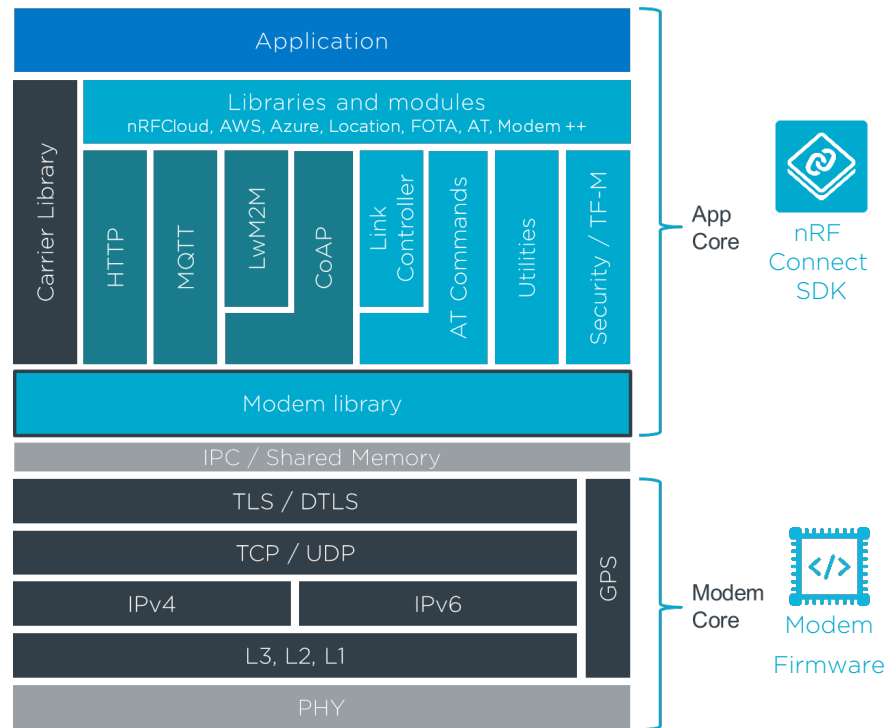 Application
Carrier Library
Libraries and modules
nRFCloud, AWS, Azure, Location, FOTA, AT, Modem ++
HTTP
MQTT
LwM2M
CoAP
Link
Controller
AT Commands
Utilities
Security / TF-M
App
Core
nRF
Connect
SDK
Modem library
IPC / Shared Memory
TLS / DTLS
TCP / UDP
IPv4
IPv6
L3, L2, L1
GPS
PHY
Modem
Core
</>
Modem
Firmware